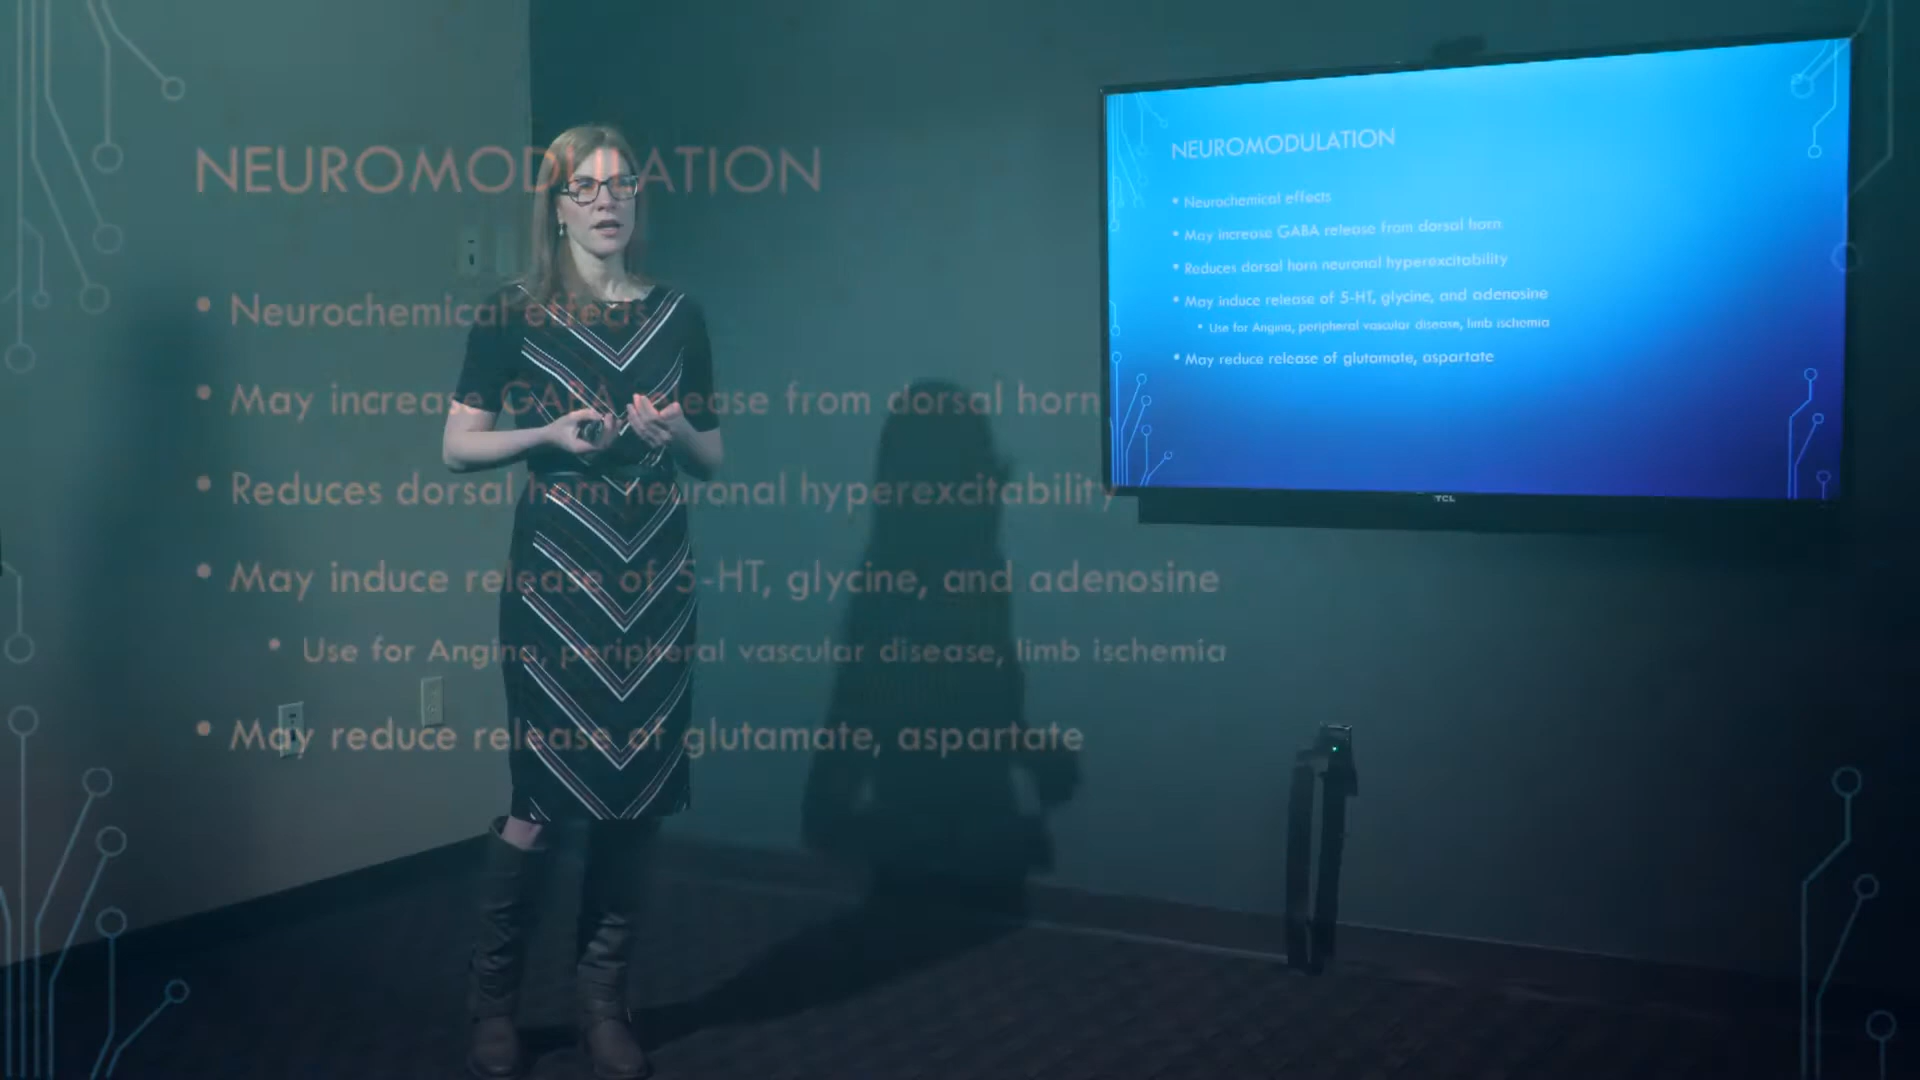 NEUROMODULATION
• Neurochemical effects
• May increase GABA release from dorsal horn
• Reduces dorsal horn neuronal hyperexcitability
• May induce release of 5-HT, glycine, and adenosine
• Use for Angina, peripheral vascular disease, limb ischemia
• May reduce release of glutamate, aspartate
NEUROMODULATION
• Neurochemical effects
• May increase GABA release from dorsal horn
• Reduces dorsal horn neuronal hyperexcitability
• May induce release of 5-HT, glycine, and adenosine
• Use for Angina, peripheral vascular disease, limb ischemia
• May reduce release of glutamate, aspartate
TCL